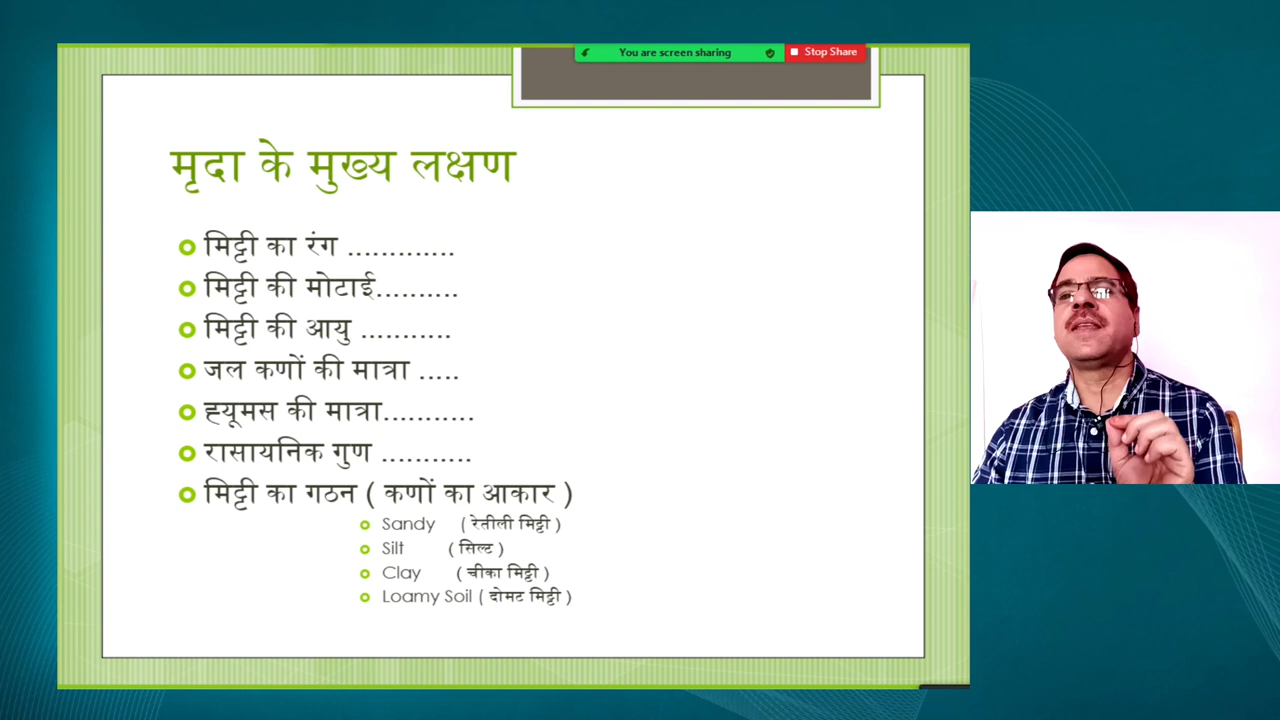 You are screen sharing
Stop Share
मृदा के मुख्य लक्षण
मिट्टी का रंग .............
मिट्टी की मोटाई..........
मिट्टी की आयु ...........
जल कणों की मात्रा .....
ह्यूमस की मात्रा...........
रासायनिक गुण ...........
मिट्टी का गठन ( कणों का आकार )
Sandy ( रेतीली मिट्टी )
Silt ( सिल्ट )
Clay ( चीका मिट्टी )
Loamy Soil ( दोमट मिट्टी )